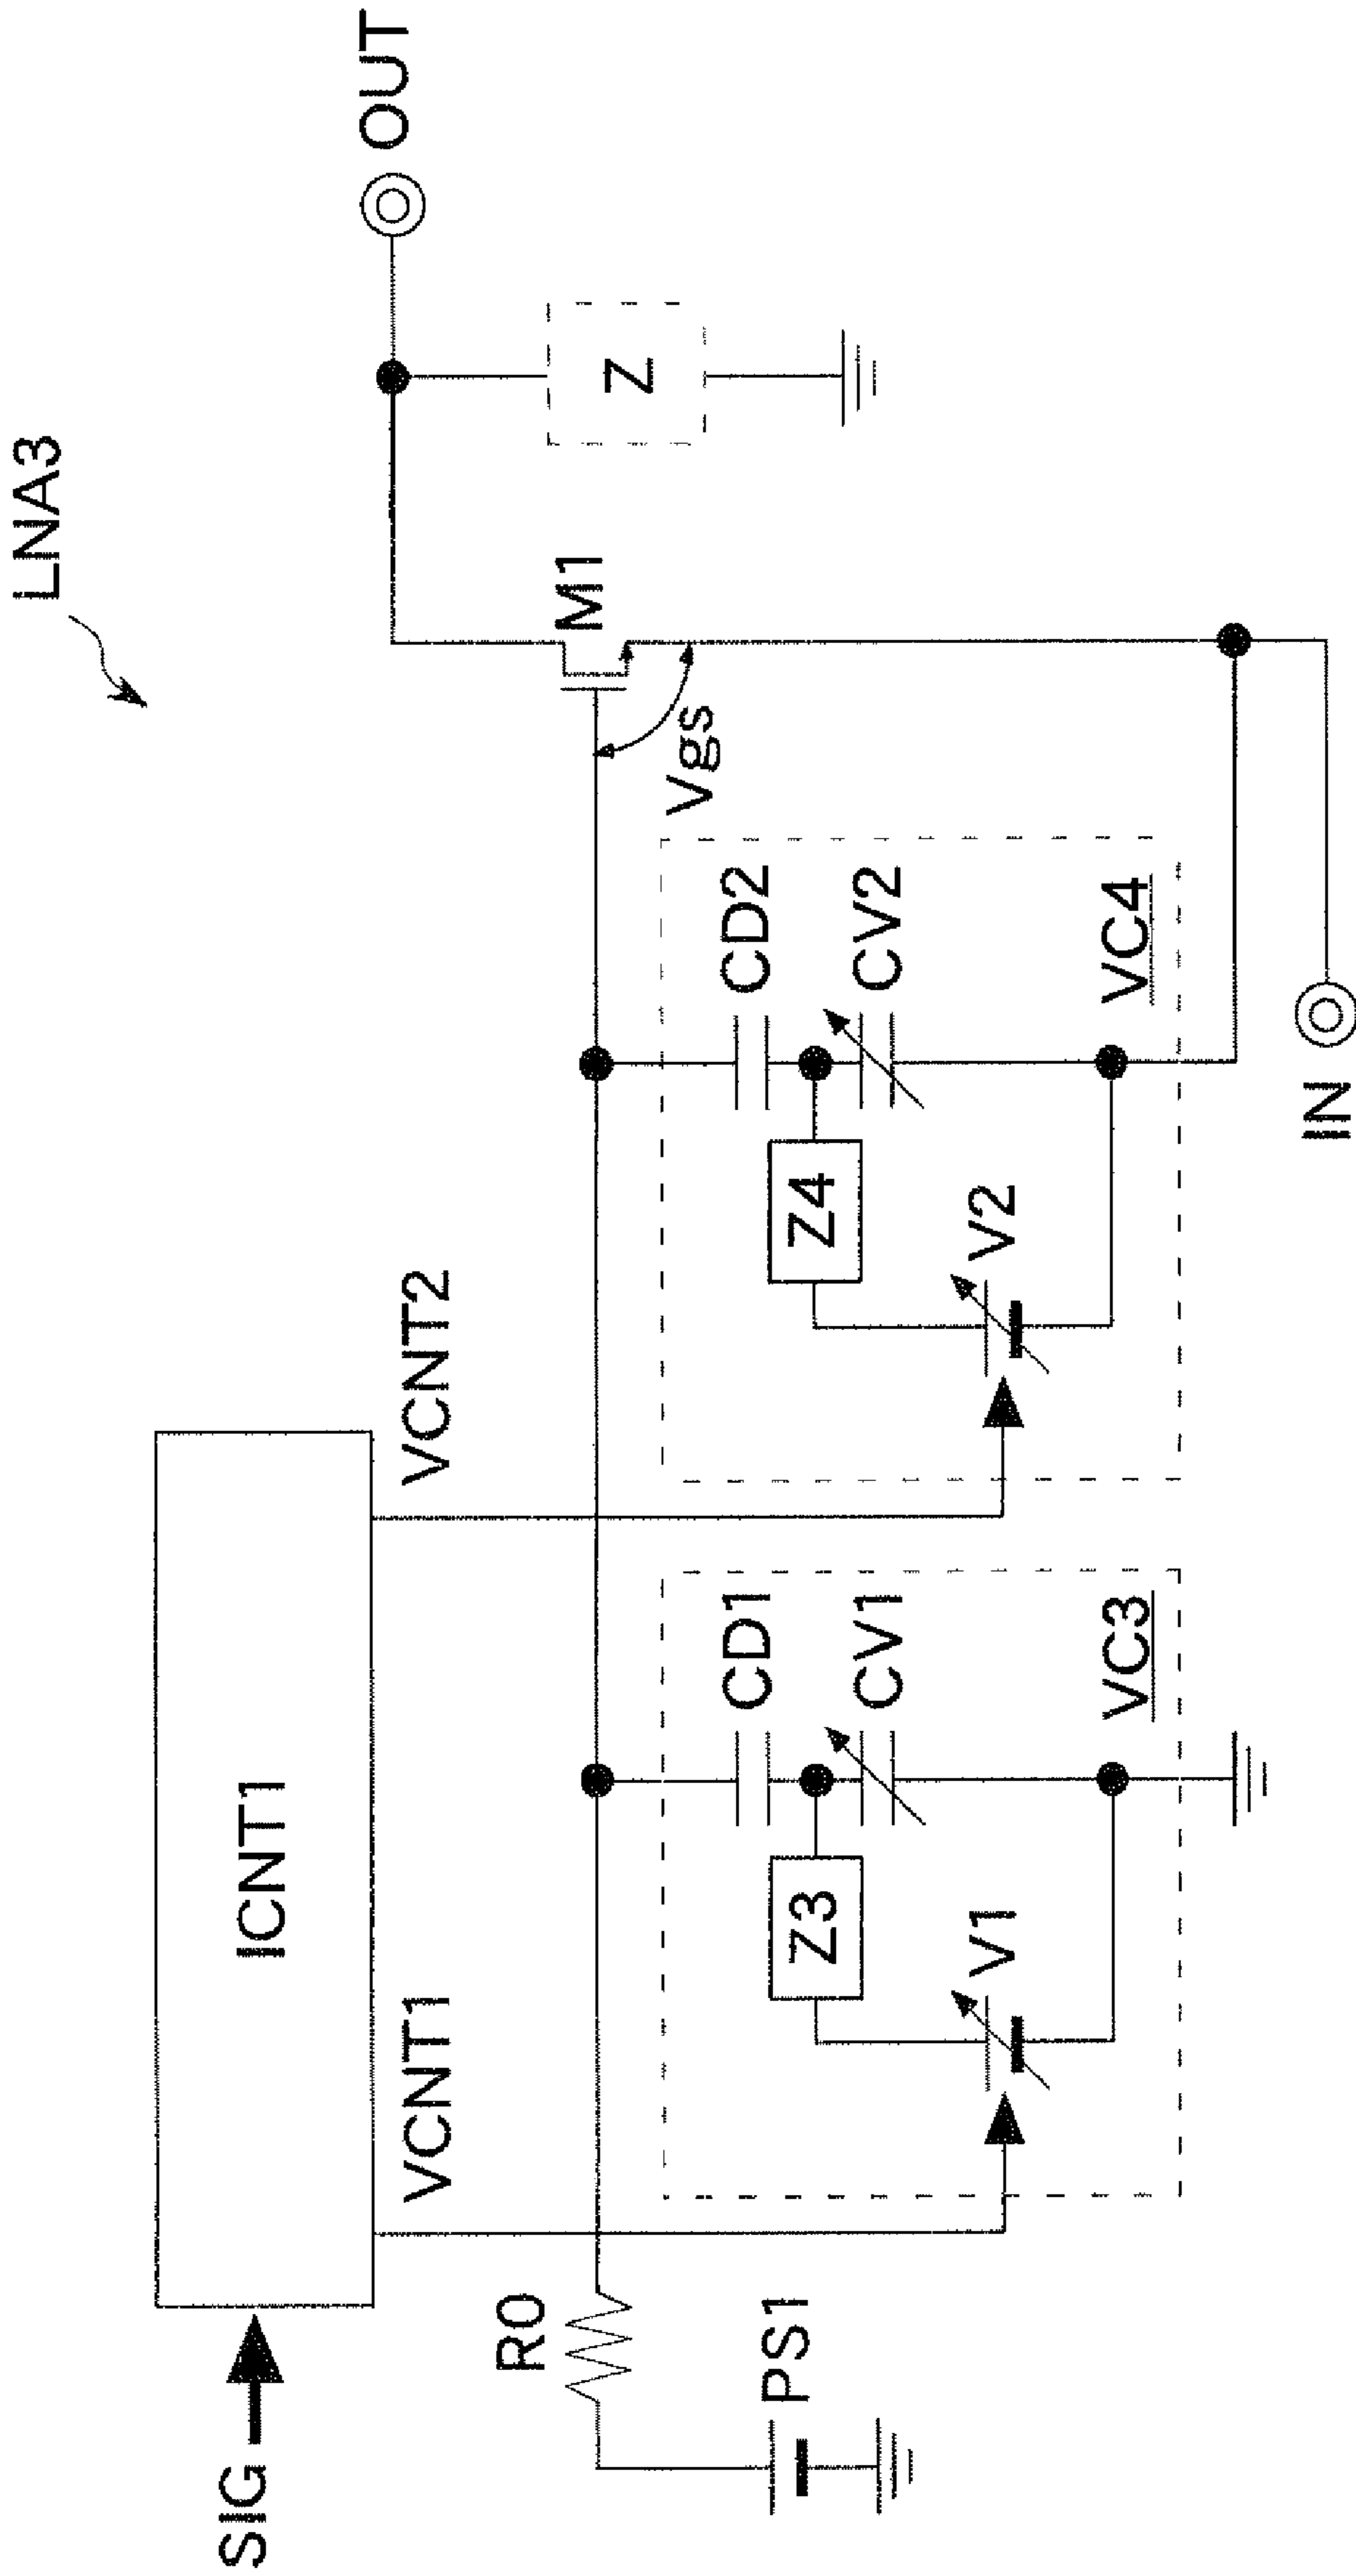 LNA3
SIG
ICNT1
VCNT1
VCNT2
OUT
R0
M1
Z
Vgs
PS1
CD1
CD2
Z3
CV1
Z4
CV2
V1
V2
VC3
VC4
IN